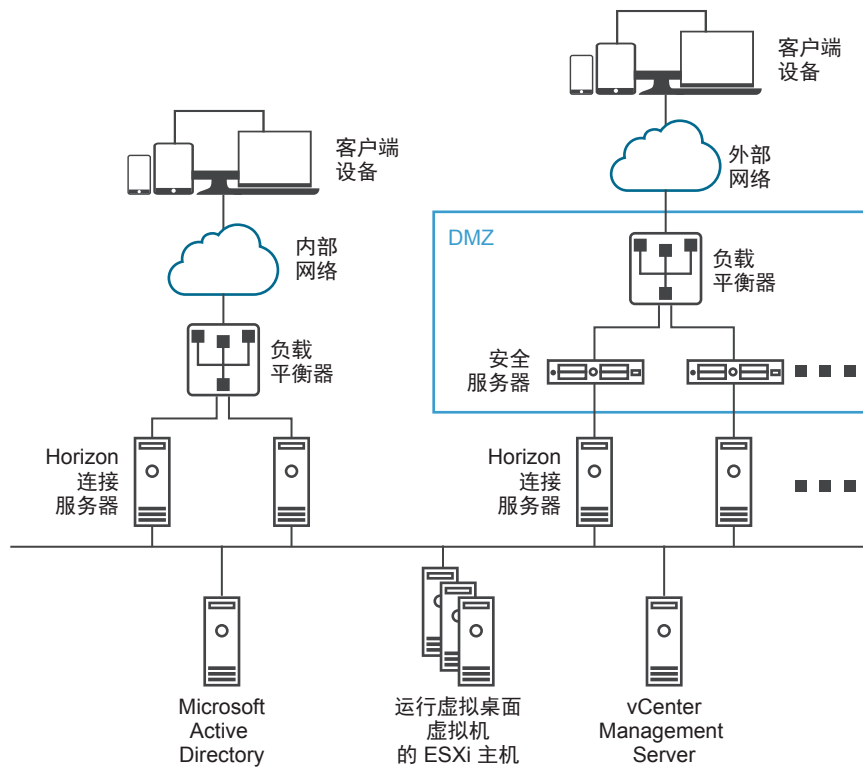 客户端
设备
外部
网络
DMZ
负载
平衡器
安全
服务器
Horizon
连接
服务器
客户端
设备
内部
网络
负载
平衡器
Horizon
连接
服务器
Microsoft
Active
Directory
运行虚拟桌面
虚拟机
的 ESXi 主机
vCenter
Management
Server